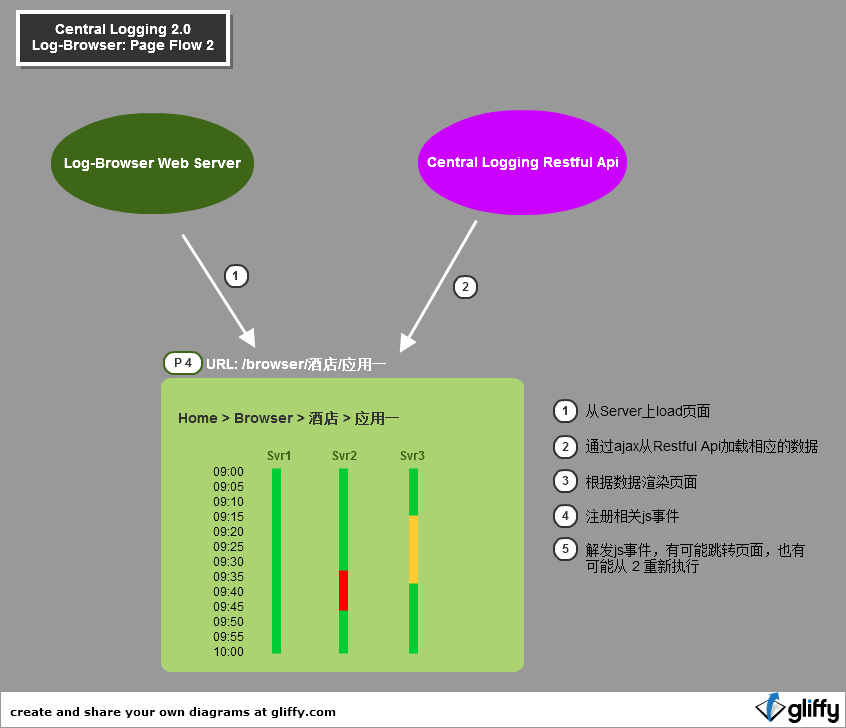 Central Logging 2.0
Log-Browser: Page Flow 2
Log-Browser Web Server
Central Logging Restful Api
1
2
P 4
URL: /browser/酒店/应用一
Home > Browser > 酒店 > 应用一
Svr1 Svr2 Svr3
09:00
09:05
09:10
09:15
09:20
09:25
09:30
09:35
09:40
09:45
09:55
10:00
1 从Server上load页面
2 通过ajax从Restful Api加载相应的数据
3 根据数据渲染页面
4 注册相关js事件
5 解发js事件，有可能跳转页面，也有
可能从 2 重新执行
create and share your own diagrams at gliffy.com
gliffy